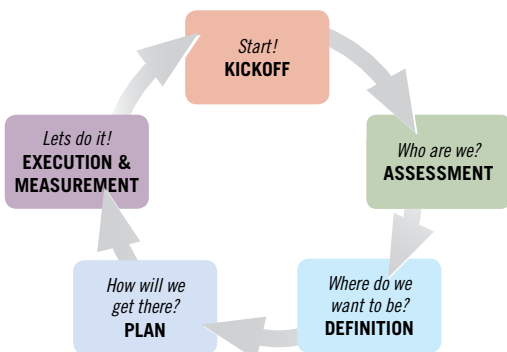 Start!
KICKOFF
Who are we?
ASSESSMENT
Where do we
want to be?
DEFINITION
How will we
get there?
PLAN
Lets do it!
EXECUTION &
MEASUREMENT